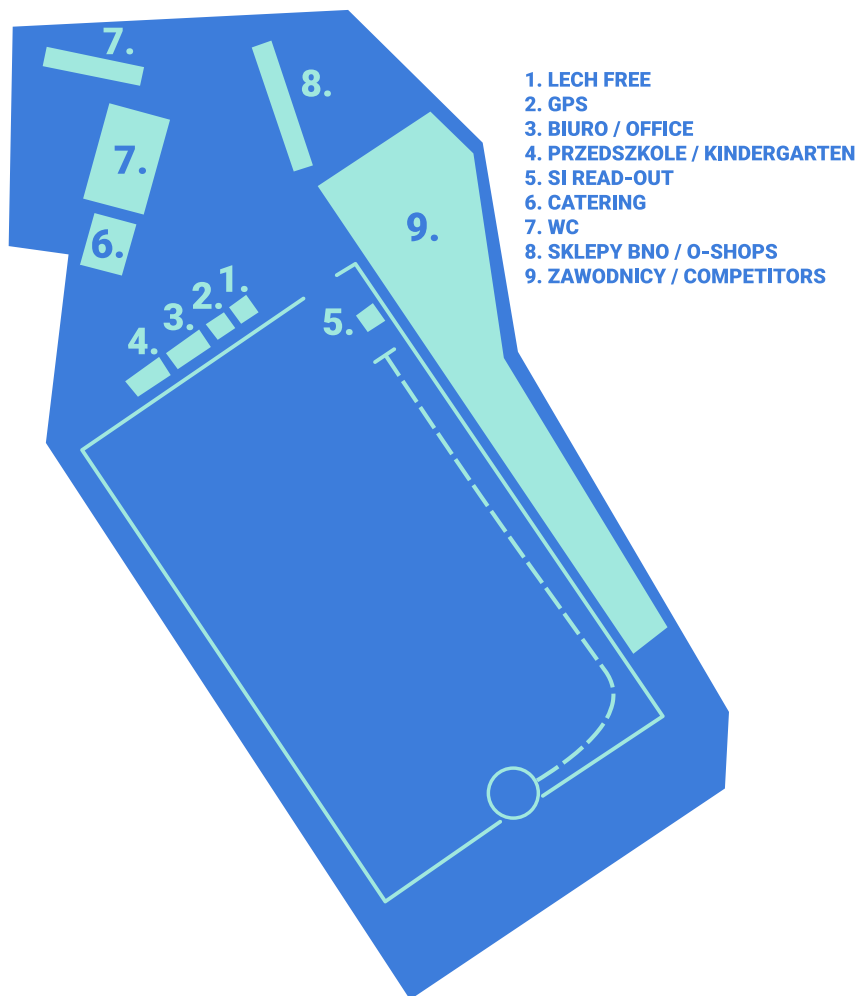 7.
8.
7.
9.
6.
1.
2.
3.
5.
4.
1. LECH FREE
2. GPS
3. BIURO / OFFICE
4. PRZEDSZKOLE / KINDERGARTEN
5. SI READ-OUT
6. CATERING
7. WC
8. SKLEPY BNO / O-SHOPS
9. ZAWODNICY / COMPETITORS